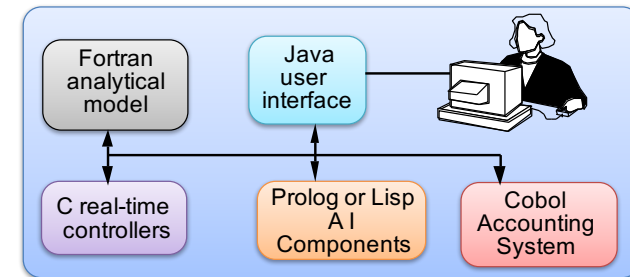 Fortran
analytical
model
Java
user
interface
C real-time
controllers
Prolog or Lisp
A I
Components
Cobol
Accounting
System